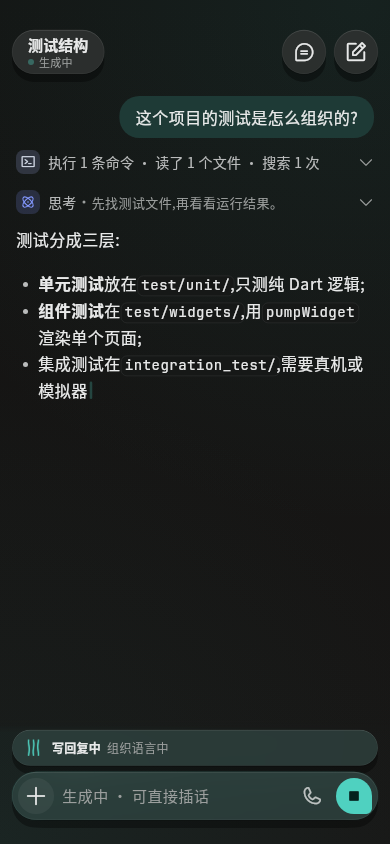 测试结构
生成中
这个项目的测试是怎么组织的?
执行 1 条命令 · 读了 1 个文件 · 搜索 1 次
思考 · 先找测试文件,再看看运行结果。
测试分成三层:
• 单元测试放在 test/unit/,只测纯 Dart 逻辑;
• 组件测试在 test/widgets/,用 pumpWidget
渲染单个页面;
• 集成测试在 integration_test/,需要真机或
模拟器
写回复中 组织语言中
生成中 · 可直接插话